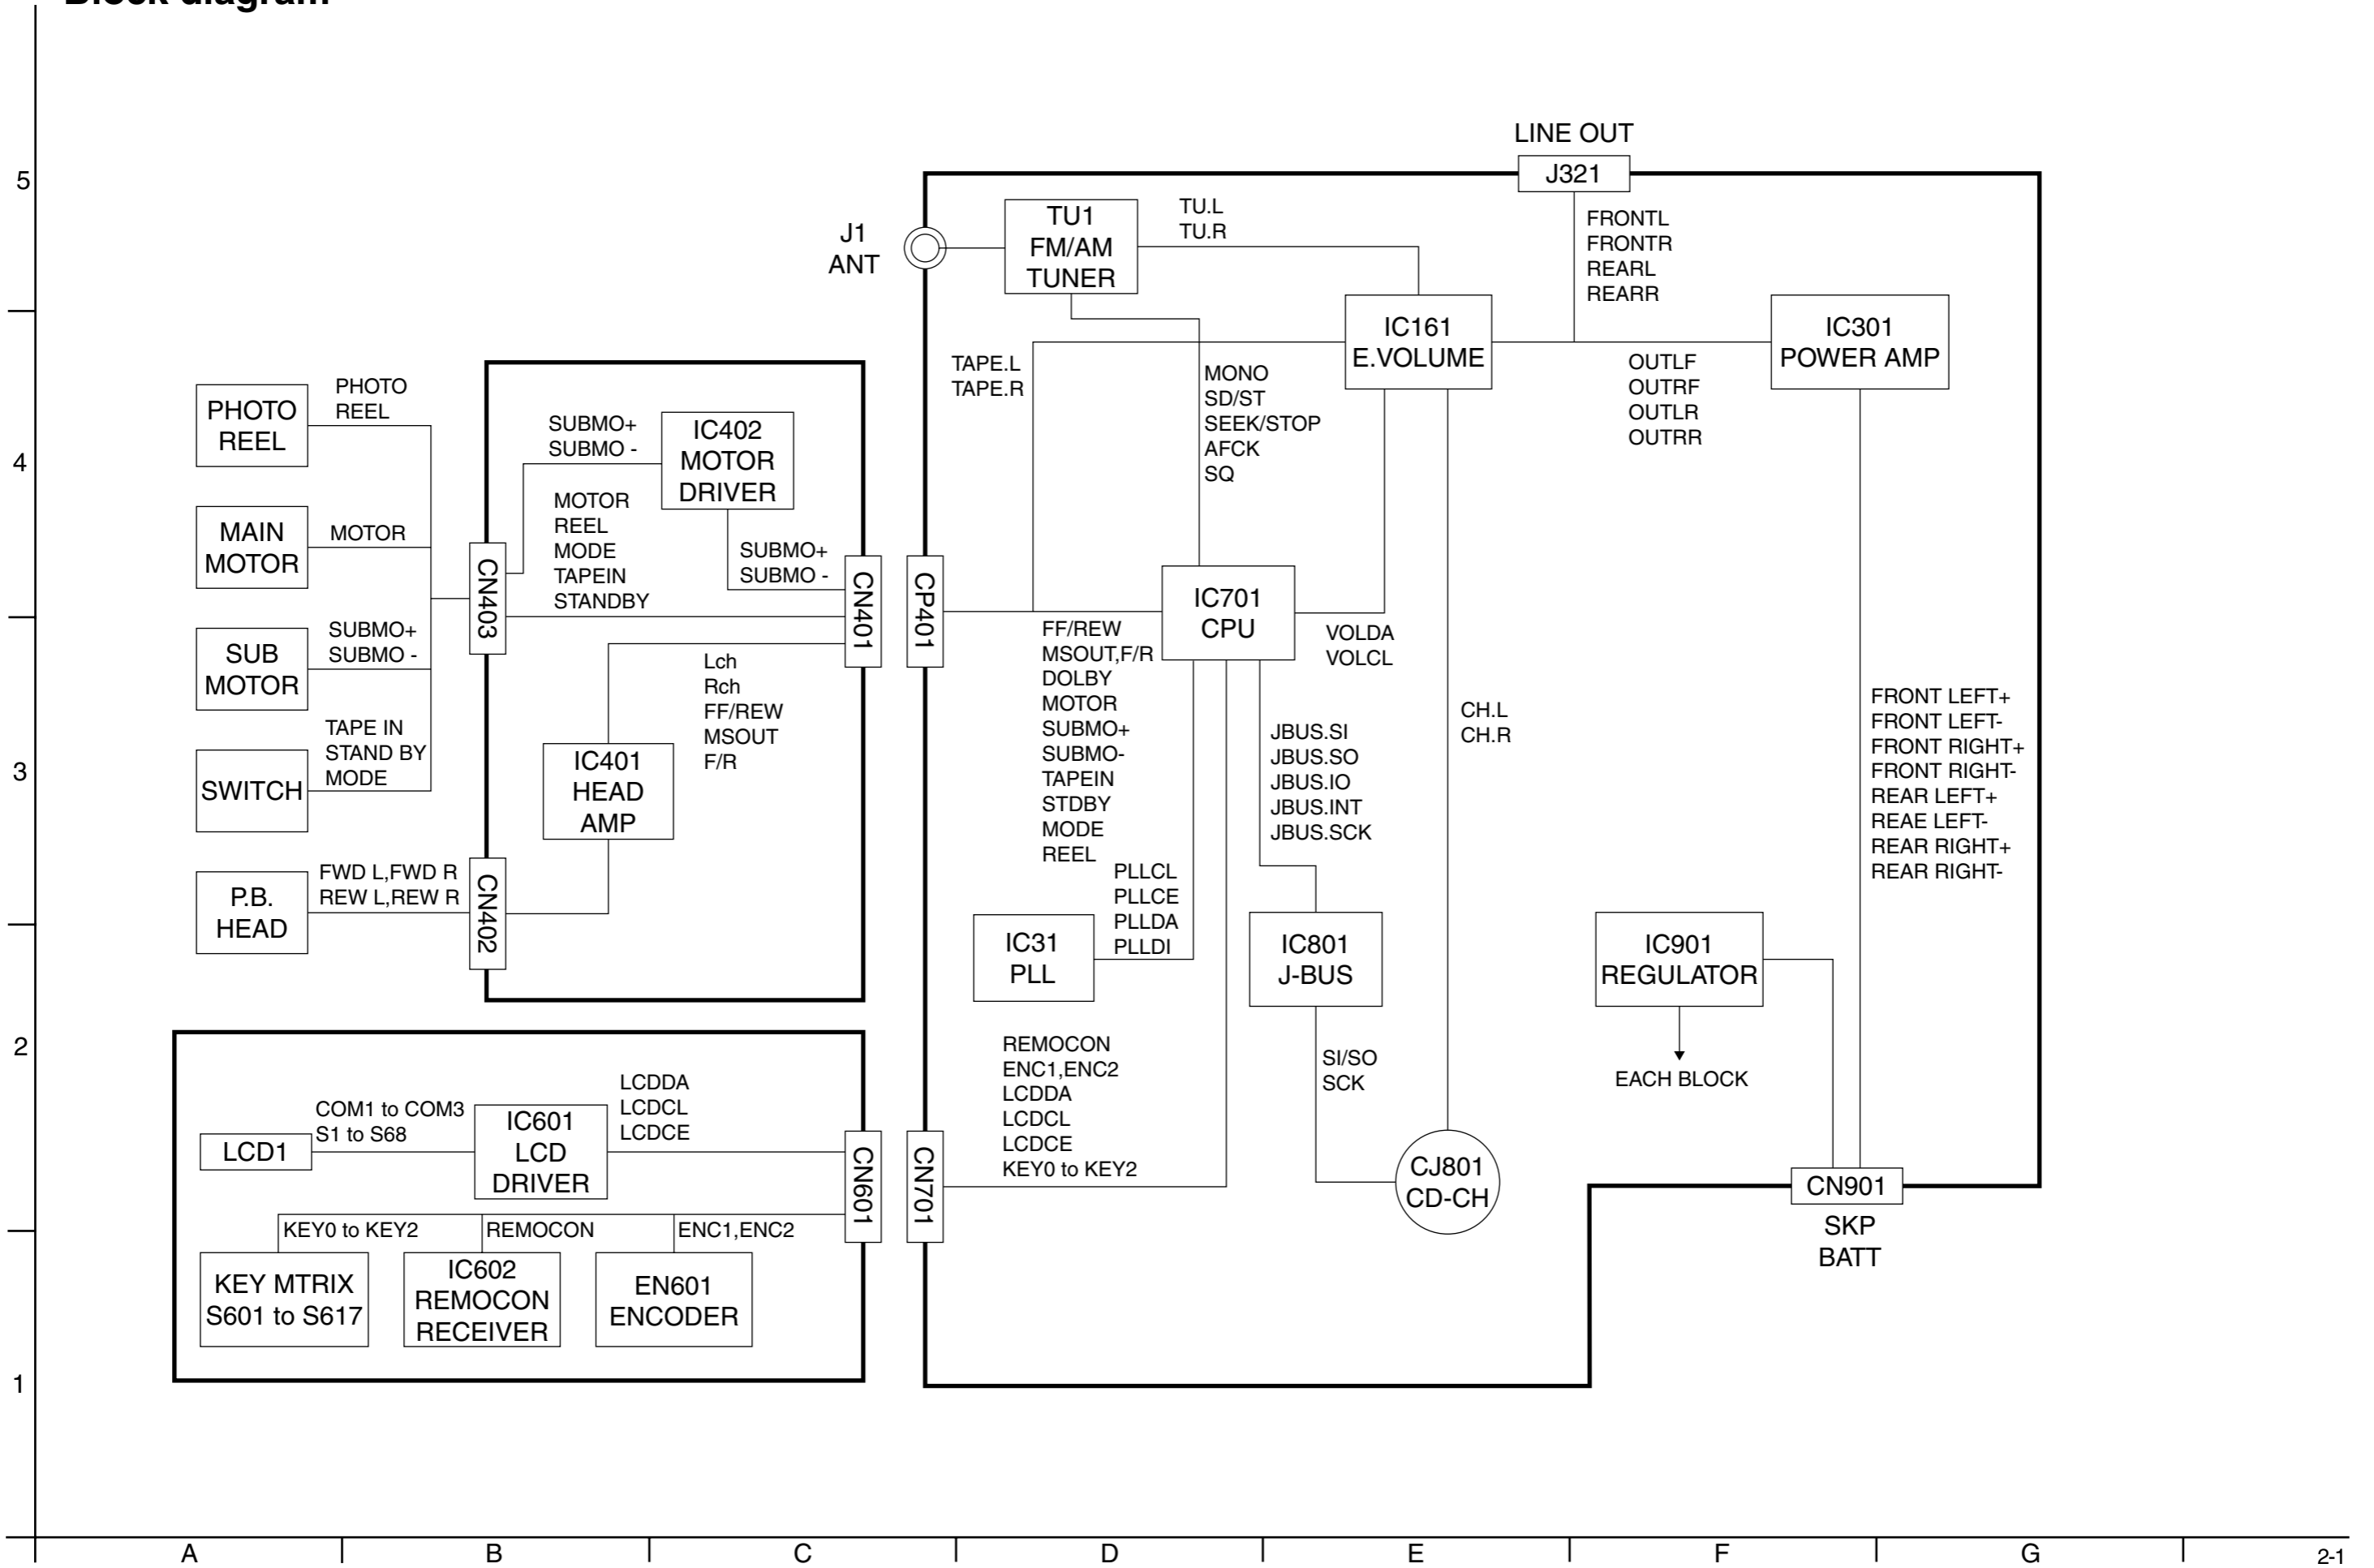 Block diagram
LINE OUT
J321
5
J1
ANT
TU1
FM/AM
TUNER
TU.L
TU.R
FRONTL
FRONTR
REARL
REARR
IC161
E.VOLUME
IC301
POWER AMP
OUTLF
OUTRF
OUTLR
OUTRR
TAPE.L
TAPE.R
MONO
SD/ST
SEEK/STOP
AFCK
SQ
4
PHOTO
REEL
PHOTO
REEL
MAIN
MOTOR
MOTOR
SUB
MOTOR
SUBMO+
SUBMO -
SWITCH
TAPE IN
STAND BY
MODE
P.B.
HEAD
FWD L,FWD R
REW L,REW R
CN403
CN402
SUBMO+
SUBMO -
IC402
MOTOR
DRIVER
MOTOR
REEL
MODE
TAPEIN
STANDBY
SUBMO+
SUBMO -
CN401
Lch
Rch
FF/REW
MSOUT
F/R
IC401
HEAD
AMP
3
CP401
IC701
CPU
FF/REW
MSOUT,F/R
DOLBY
MOTOR
SUBMO+
SUBMO-
TAPEIN
STDBY
MODE
REEL
VOLDA
VOLCL
JBUS.SI
JBUS.SO
JBUS.IO
JBUS.INT
JBUS.SCK
CH.L
CH.R
FRONT LEFT+
FRONT LEFT-
FRONT RIGHT+
FRONT RIGHT-
REAR LEFT+
REAE LEFT-
REAR RIGHT+
REAR RIGHT-
PLLCL
PLLCE
PLLDA
PLLDI
IC31
PLL
IC801
J-BUS
IC901
REGULATOR
EACH BLOCK
2
REMOCON
ENC1,ENC2
LCDDA
LCDCL
LCDCE
KEY0 to KEY2
SI/SO
SCK
CJ801
CD-CH
CN701
CN901
SKP
BATT
LCD1
COM1 to COM3
S1 to S68
IC601
LCD
DRIVER
LCDDA
LCDCL
LCDCE
CN601
KEY0 to KEY2
REMOCON
ENC1,ENC2
KEY MTRIX
S601 to S617
IC602
REMOCON
RECEIVER
EN601
ENCODER
1
A
B
C
D
E
F
G
2-1